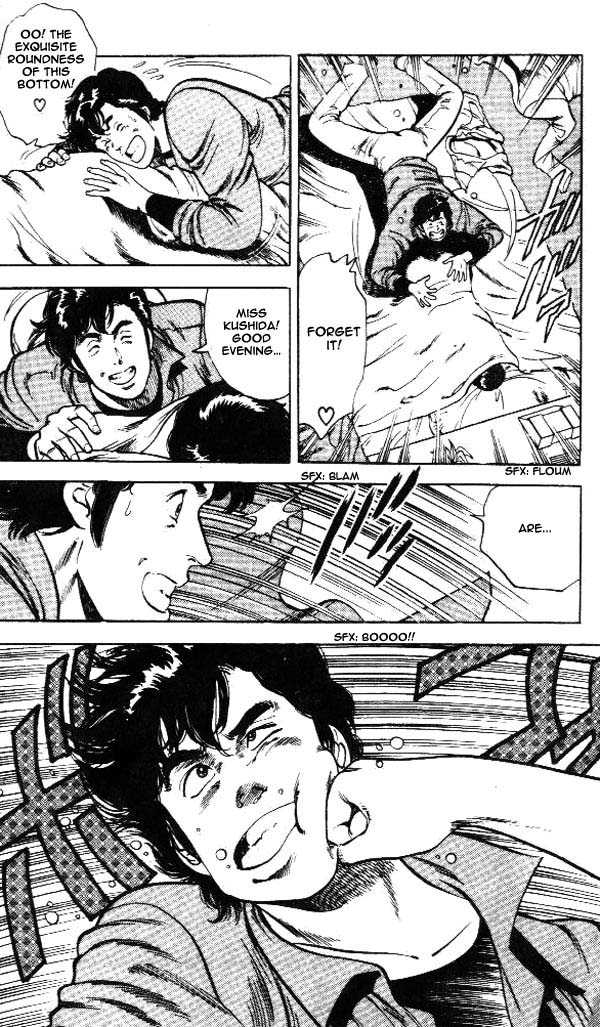 FORGET
IT!
♡
SFX: FLOUM
OO! THE
EXQUISITE
ROUNDNESS
OF THIS
BOTTOM!
♡
MISS
KUSHIDA!
GOOD
EVENING...
SFX: BLAM
ARE...
SFX: BOOOO!!